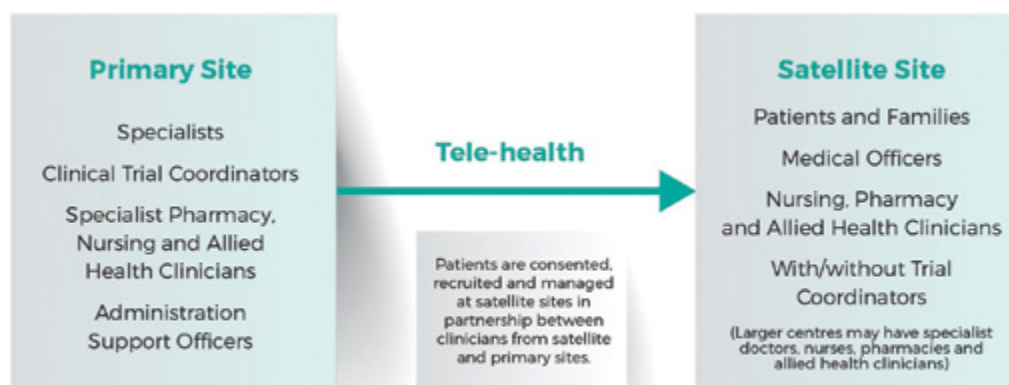 Primary Site
Specialists
Clinical Trial Coordinators
Specialist Pharmacy,
Nursing and Allied
Health Clinicians
Administration
Support Officers
Tele-health
Patients are consented,
recruited and managed
at satellite sites in
partnership between
clinicians from satellite
and primary sites.
Satellite Site
Patients and Families
Medical Officers
Nursing, Pharmacy
and Allied Health Clinicians
With/without Trial
Coordinators
(Larger centres may have specialist
doctors, nurses, pharmacies and
allied health clinicians)